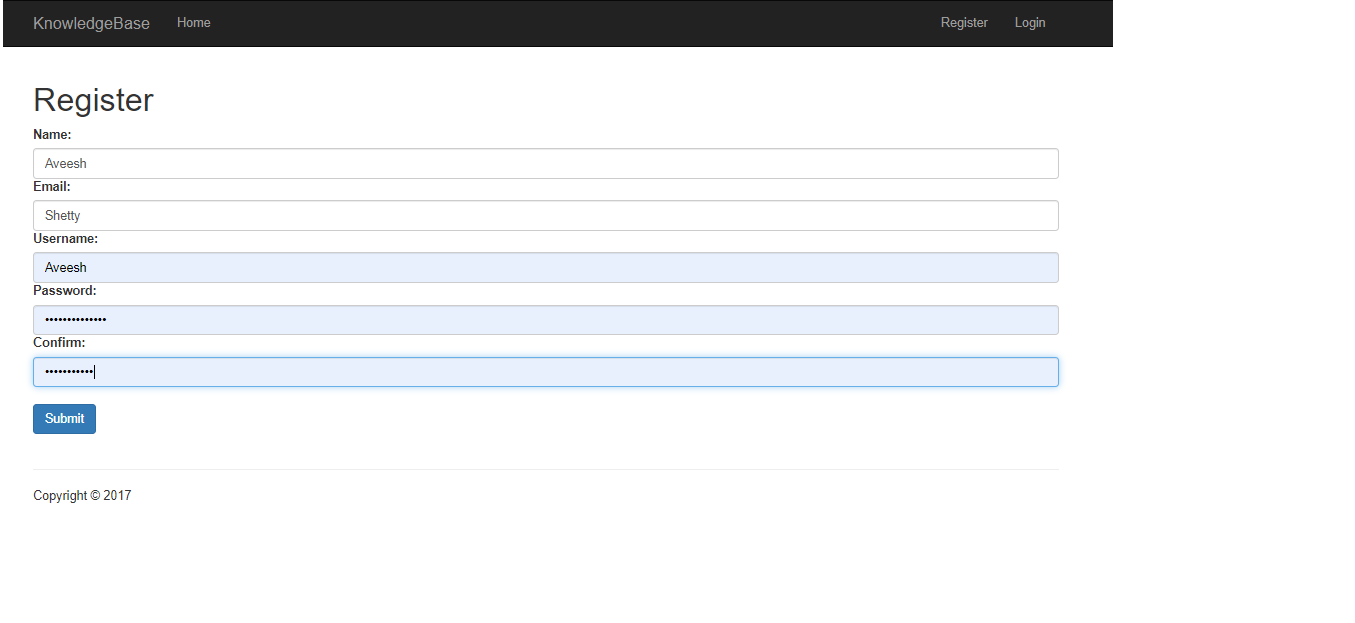 KnowledgeBase Home Register Login
Register
Name:
Aveesh
Email:
Shetty
Username:
Aveesh
Password:
••••••••••••••
Confirm:
•••••••••••
Submit
Copyright © 2017